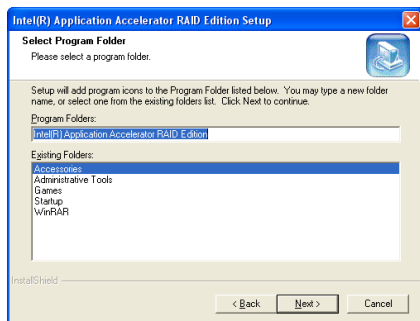 Intel(R) Application Accelerator RAID Edition Setup
Select Program Folder
Please select a program folder.
Setup will add program icons to the Program Folder listed below. You may type a new folder
name, or select one from the existing folders list. Click Next to continue.
Program Folders:
Intel(R) Application Accelerator RAID Edition
Existing Folders:
Accessories
Administrative Tools
Games
Startup
WinRAR
InstallShield
< Back
Next >
Cancel